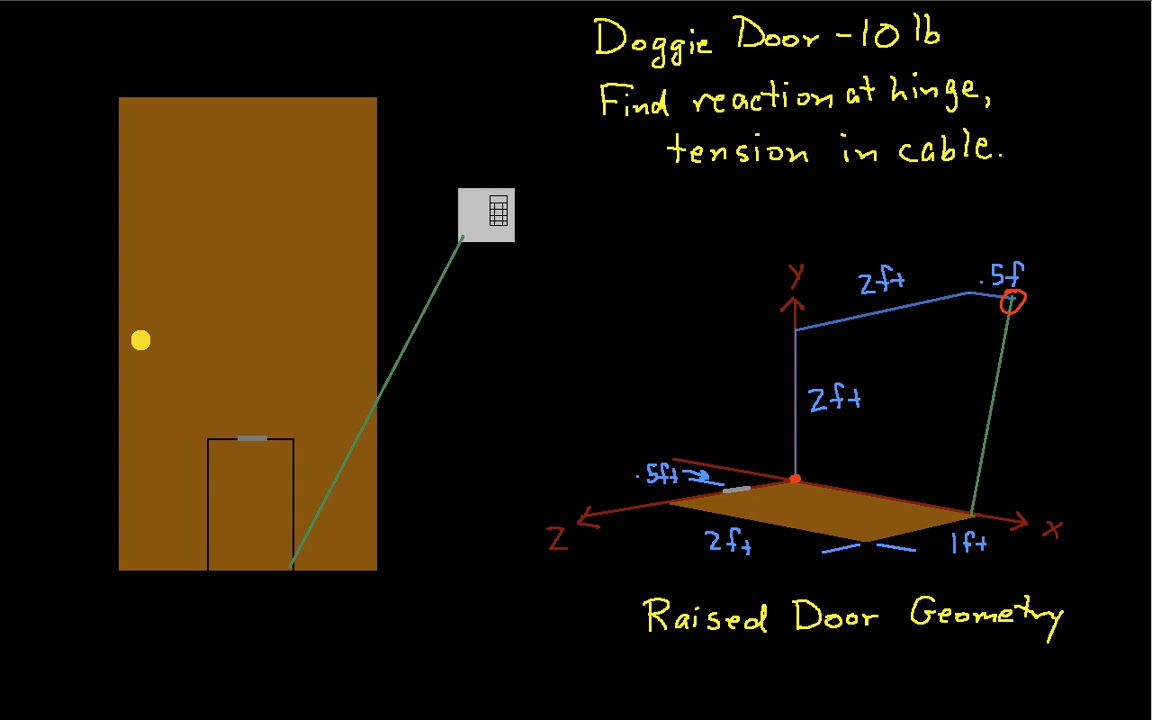 Doggie Door - 10 lb
Find reaction at hinge,
tension in cable.
Y
2ft
.5f
2ft
.5ft
Z
2ft
1ft
X
Raised Door Geometry